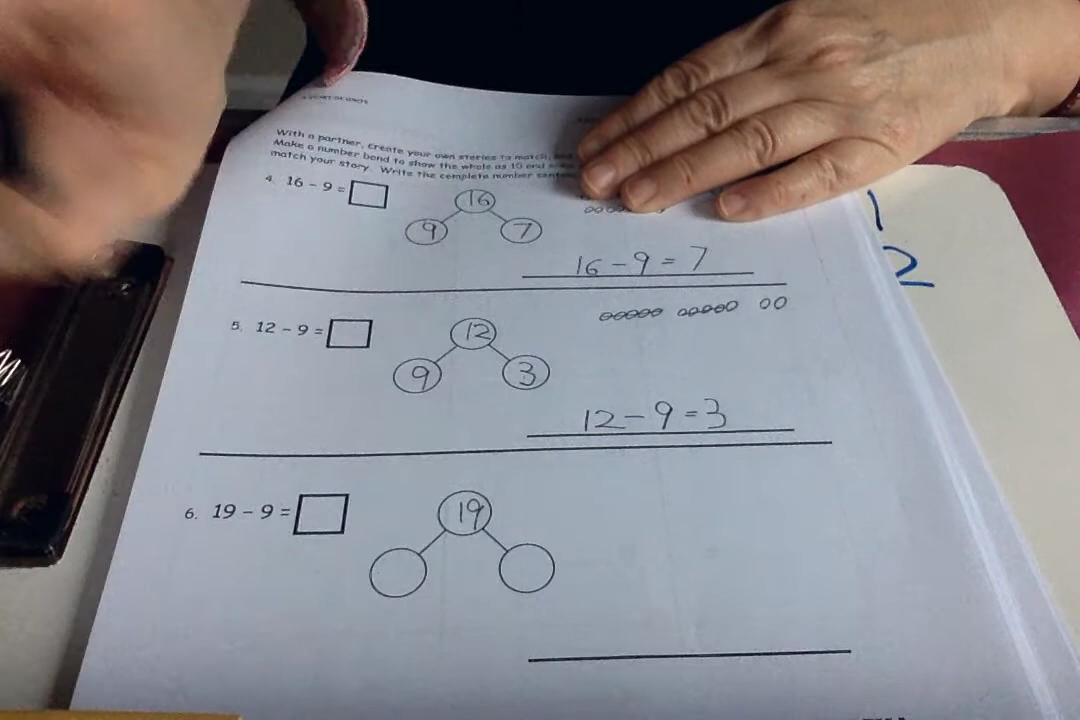 With a partner, create your own stories to match,
Make a number bond to show the whole as 10 and
match your story. Write the complete number
4. 16 - 9 =
16
9 7
16 - 9 = 7
5. 12 - 9 =
12
9 3
12 - 9 = 3
6. 19 - 9 =
19
1
2